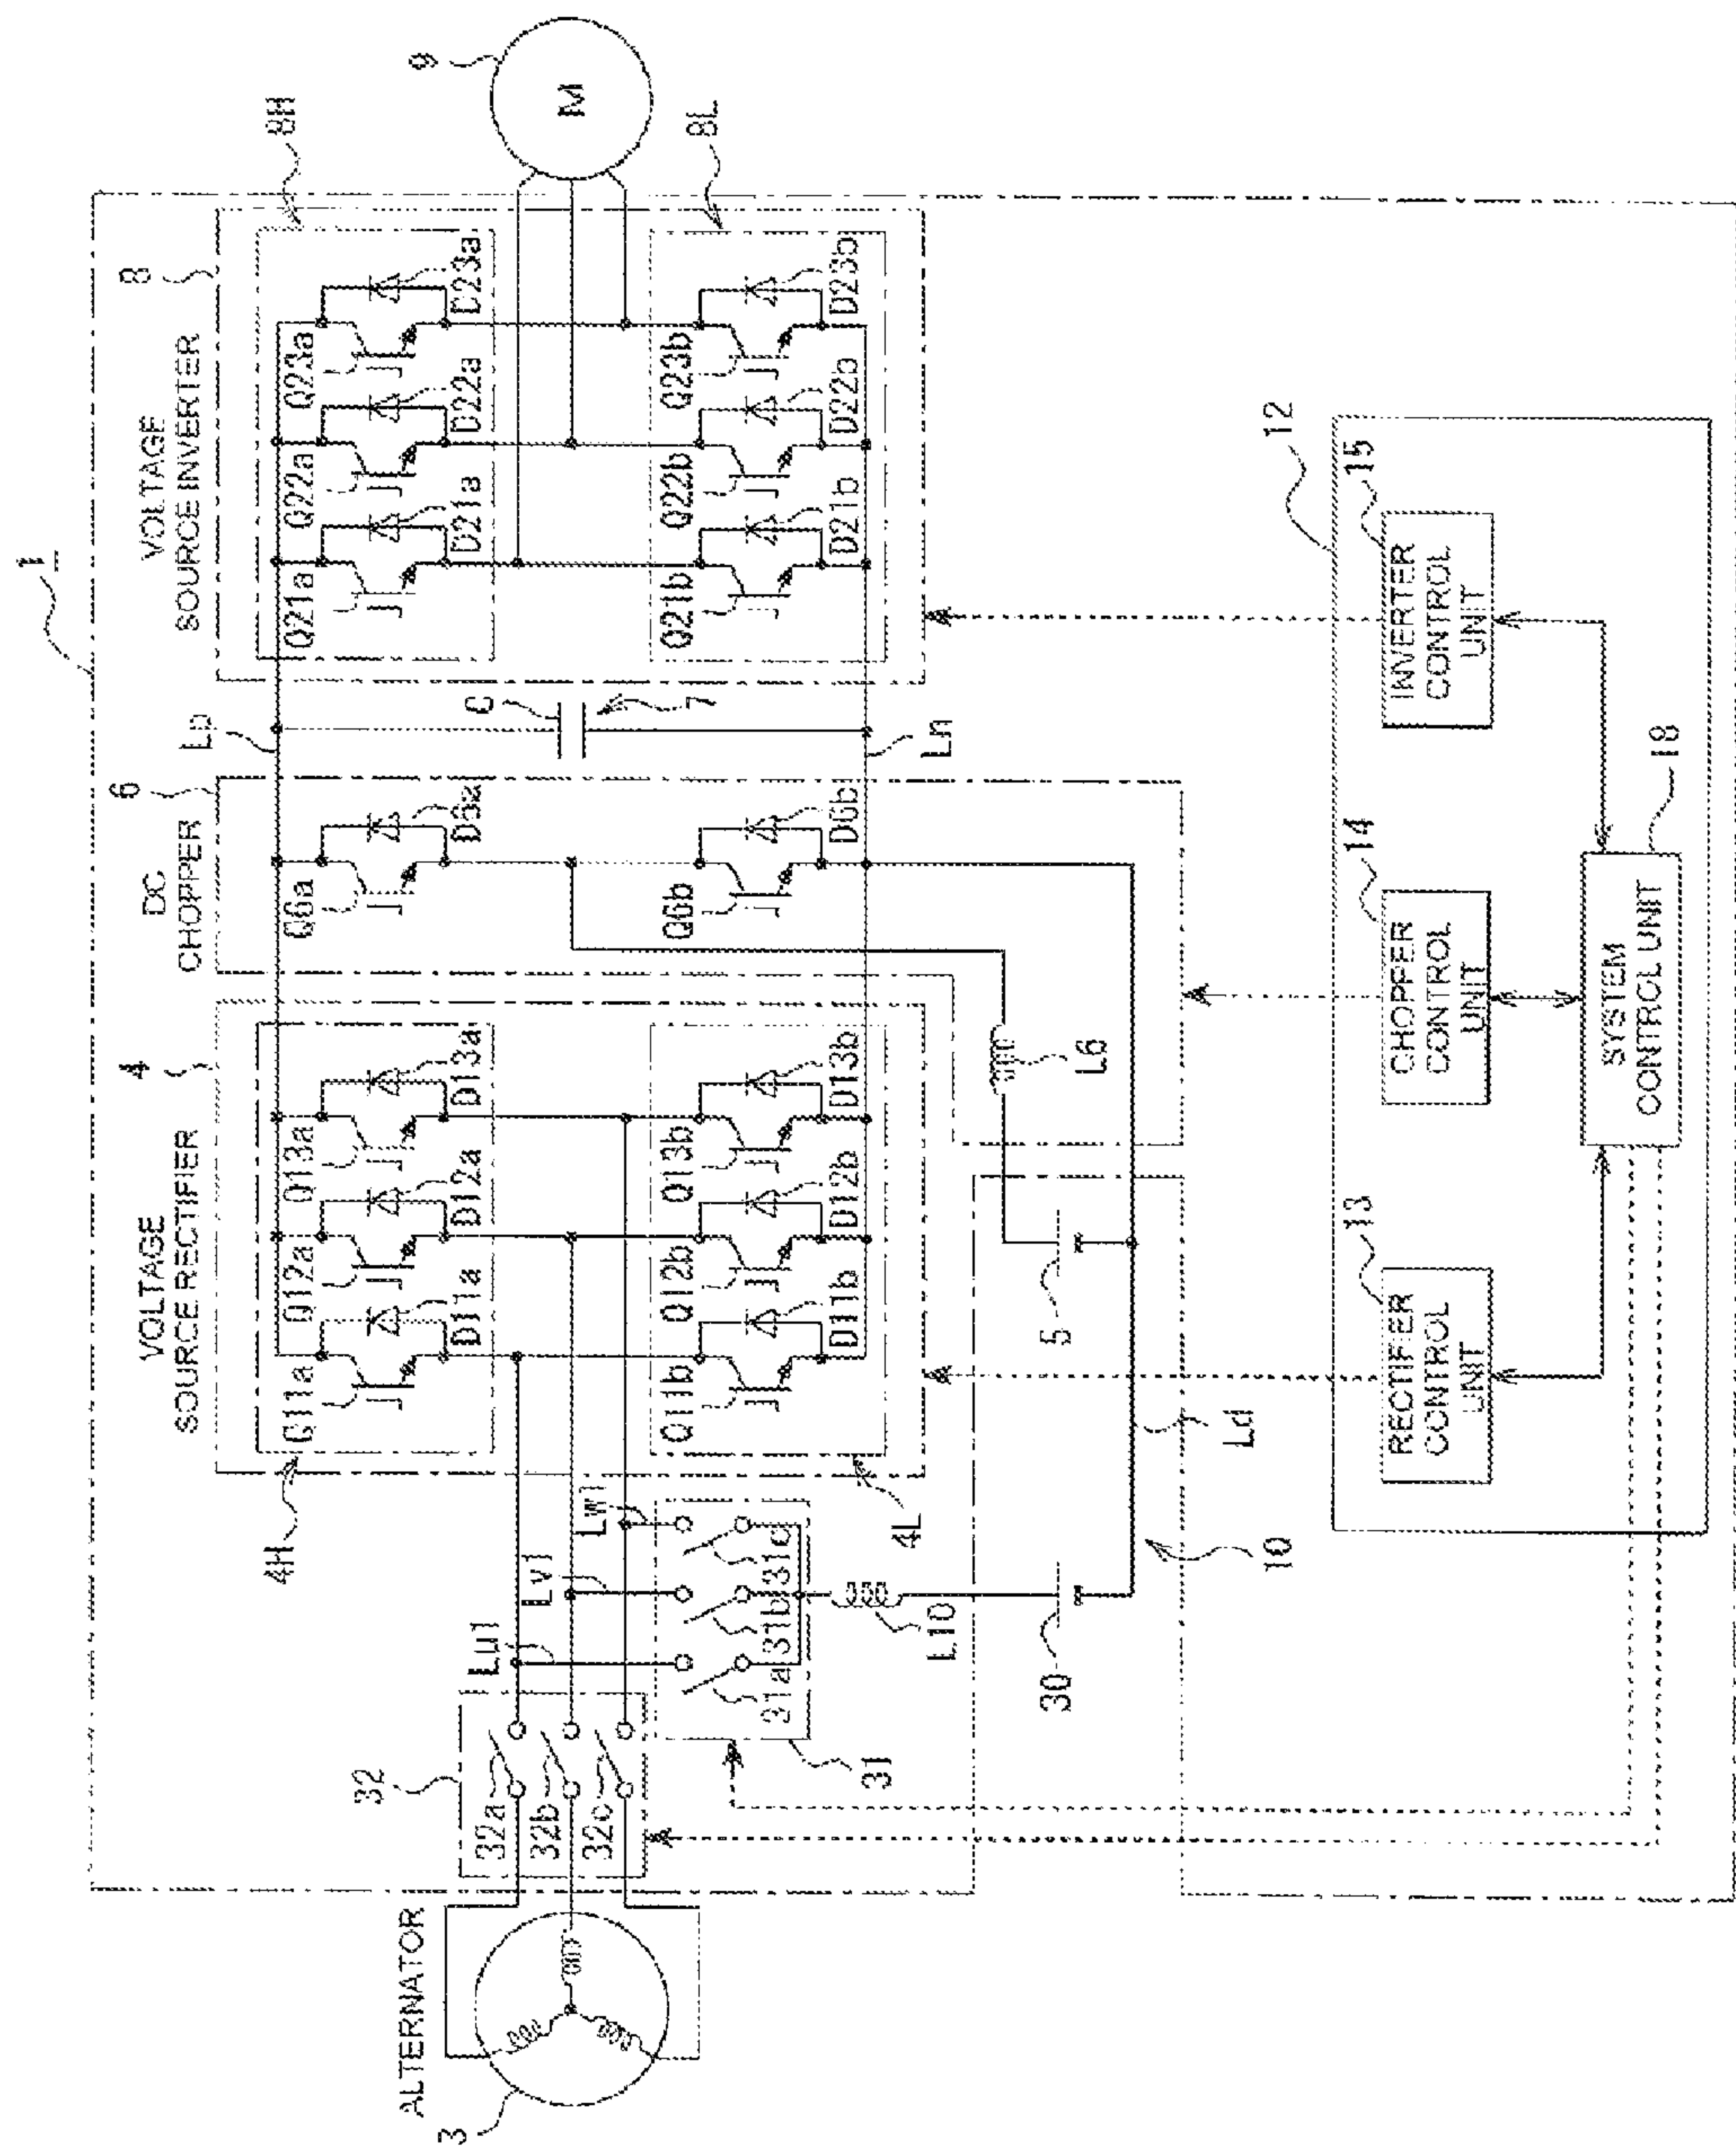 1
VOLTAGE
SOURCE RECTIFIER
4
DC
CHOPPER
6
VOLTAGE
SOURCE INVERTER
8
Lp
8H
4H
Q11a
Q12a
Q13a
D11a
D12a
D13a
Q6a
D6a
Q21a
Q22a
Q23a
D21a
D22a
D23a
ALTERNATOR
3
32
32a
32b
32c
Lu1
Lv1
Lw1
C
7
9
M
Q11b
Q12b
Q13b
D11b
D12b
D13b
Q6b
D6b
Q21b
Q22b
Q23b
D21b
D22b
D23b
8L
31a
31b
31c
31
4L
Ln
L10
L6
30
5
Ld
10
12
13
RECTIFIER
CONTROL
UNIT
14
CHOPPER
CONTROL
UNIT
15
INVERTER
CONTROL
UNIT
SYSTEM
CONTROL UNIT
18